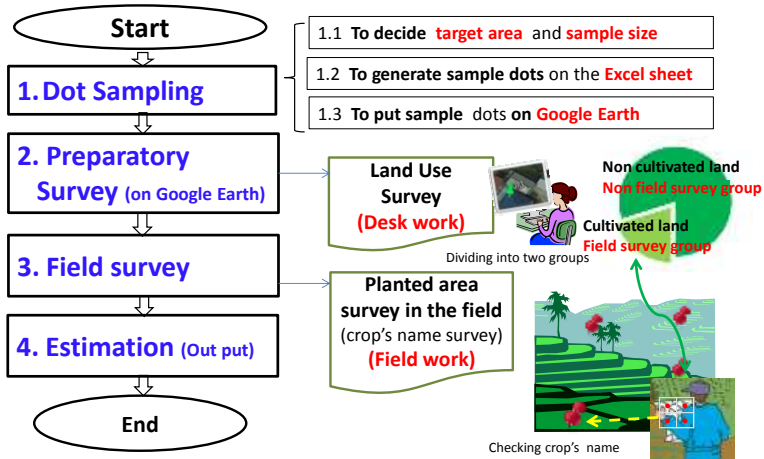 Start
1. Dot Sampling
1.1 To decide target area and sample size
1.2 To generate sample dots on the Excel sheet
1.3 To put sample dots on Google Earth
2. Preparatory
Survey (on Google Earth)
Land Use
Survey
(Desk work)
Dividing into two groups
Non cultivated land
Non field survey group
Cultivated land
Field survey group
3. Field survey
Planted area
survey in the field
(crop's name survey)
(Field work)
4. Estimation (Out put)
End
Checking crop's name